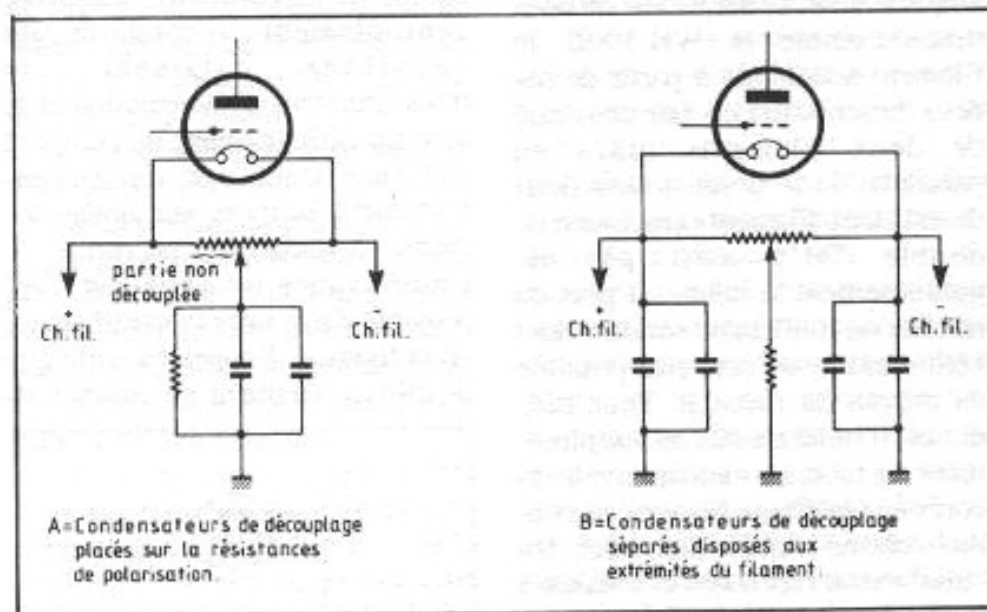 partie non
découplée
+
Ch.fil.
-
Ch.fil.
+
Ch.fil.
-
Ch.fil.
A=Condensateurs de découplage
placés sur la résistances
de polarisation.
B=Condensateurs de découplage
séparés disposés aux
extrémités du filament.